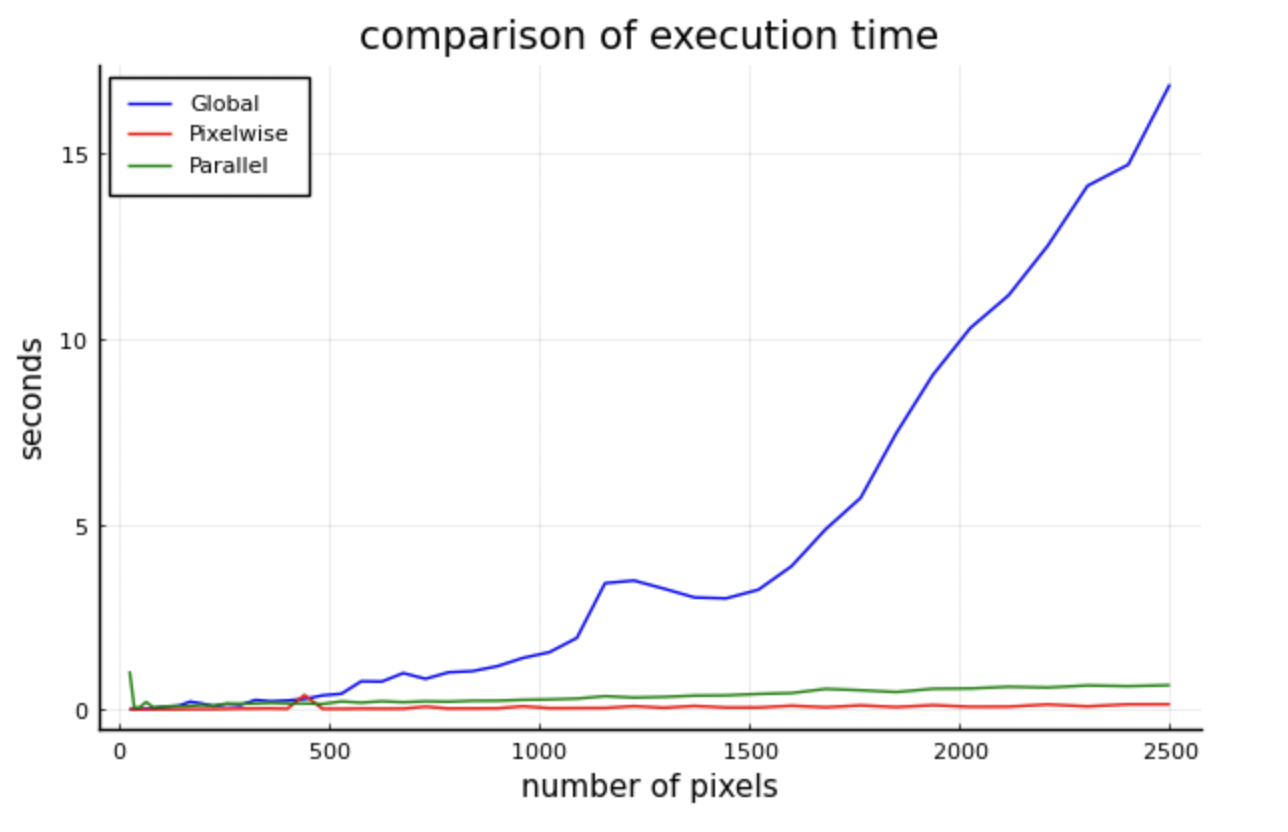 comparison of execution time
Global
Pixelwise
Parallel
15
10
5
0
seconds
0 500 1000 1500 2000 2500
number of pixels